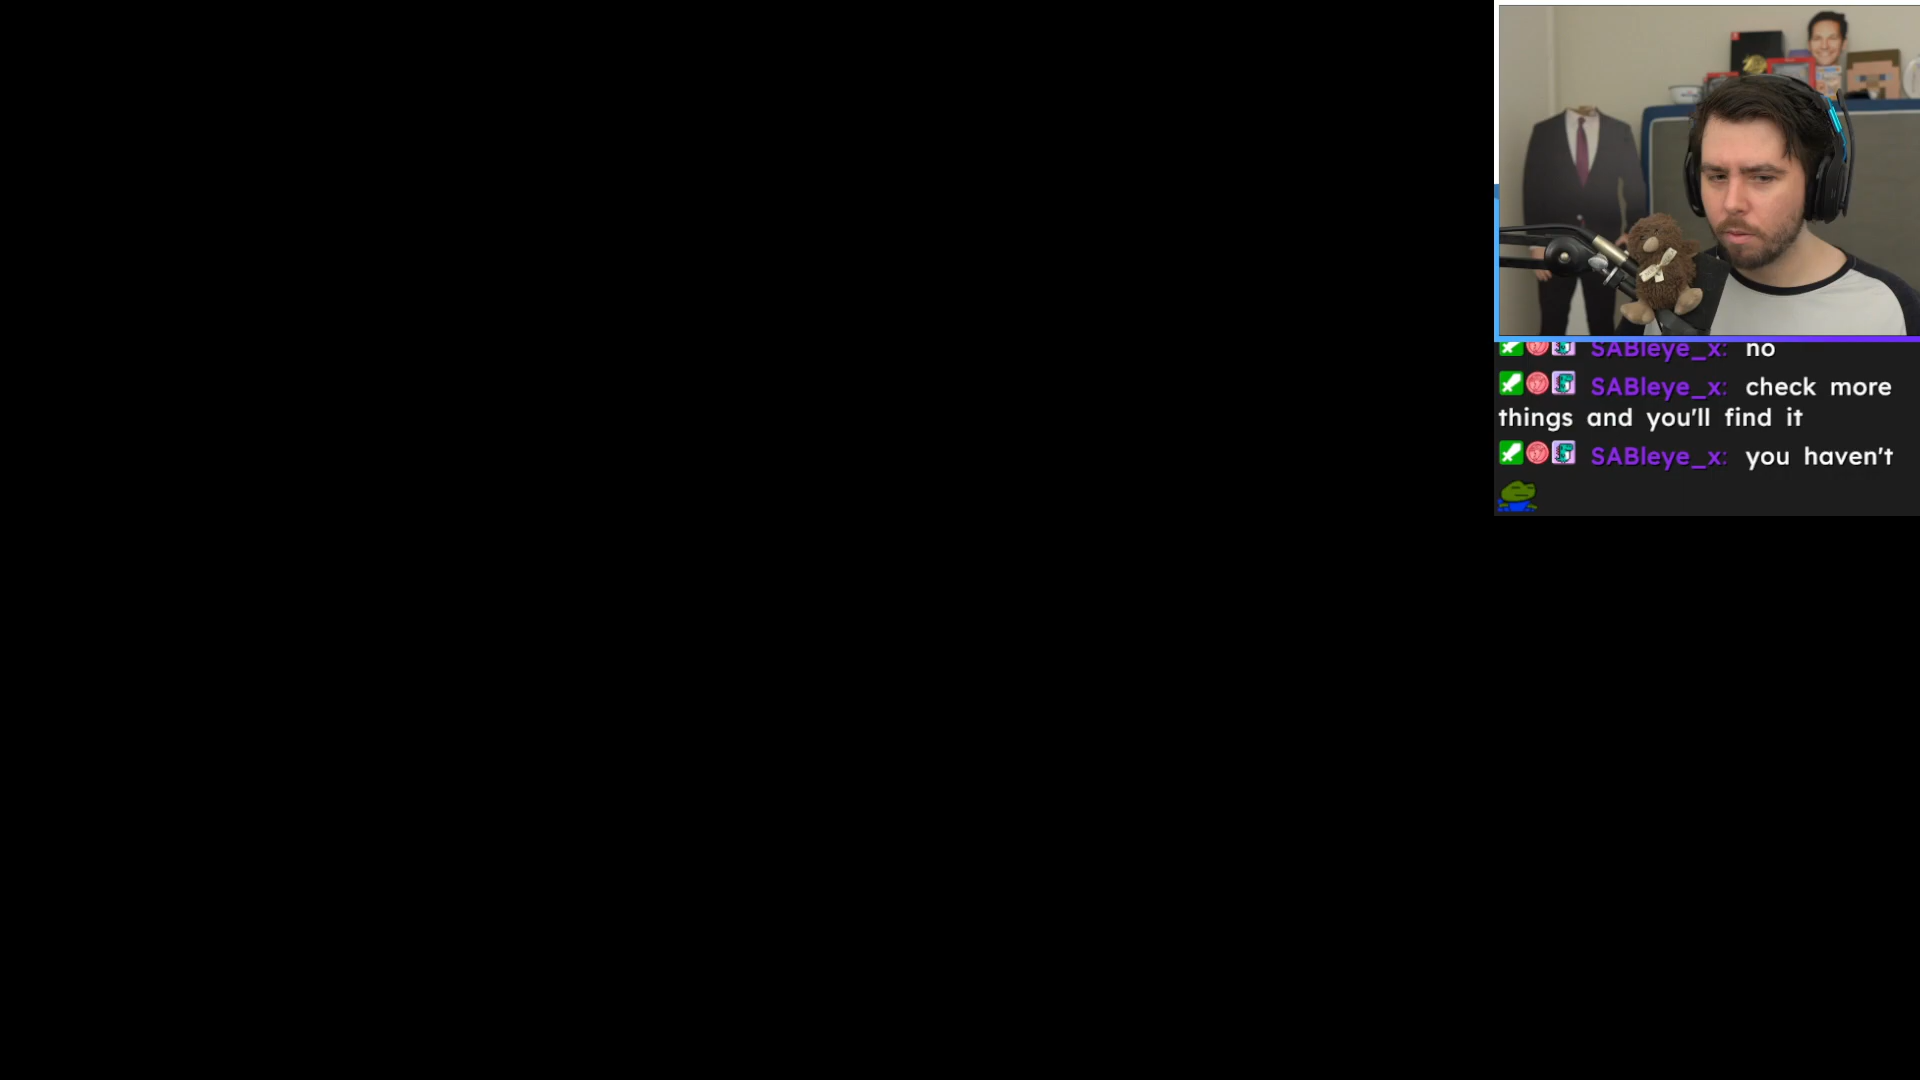 SABleye_x: no
SABleye_x: check more
things and you'll find it
SABleye_x: you haven't